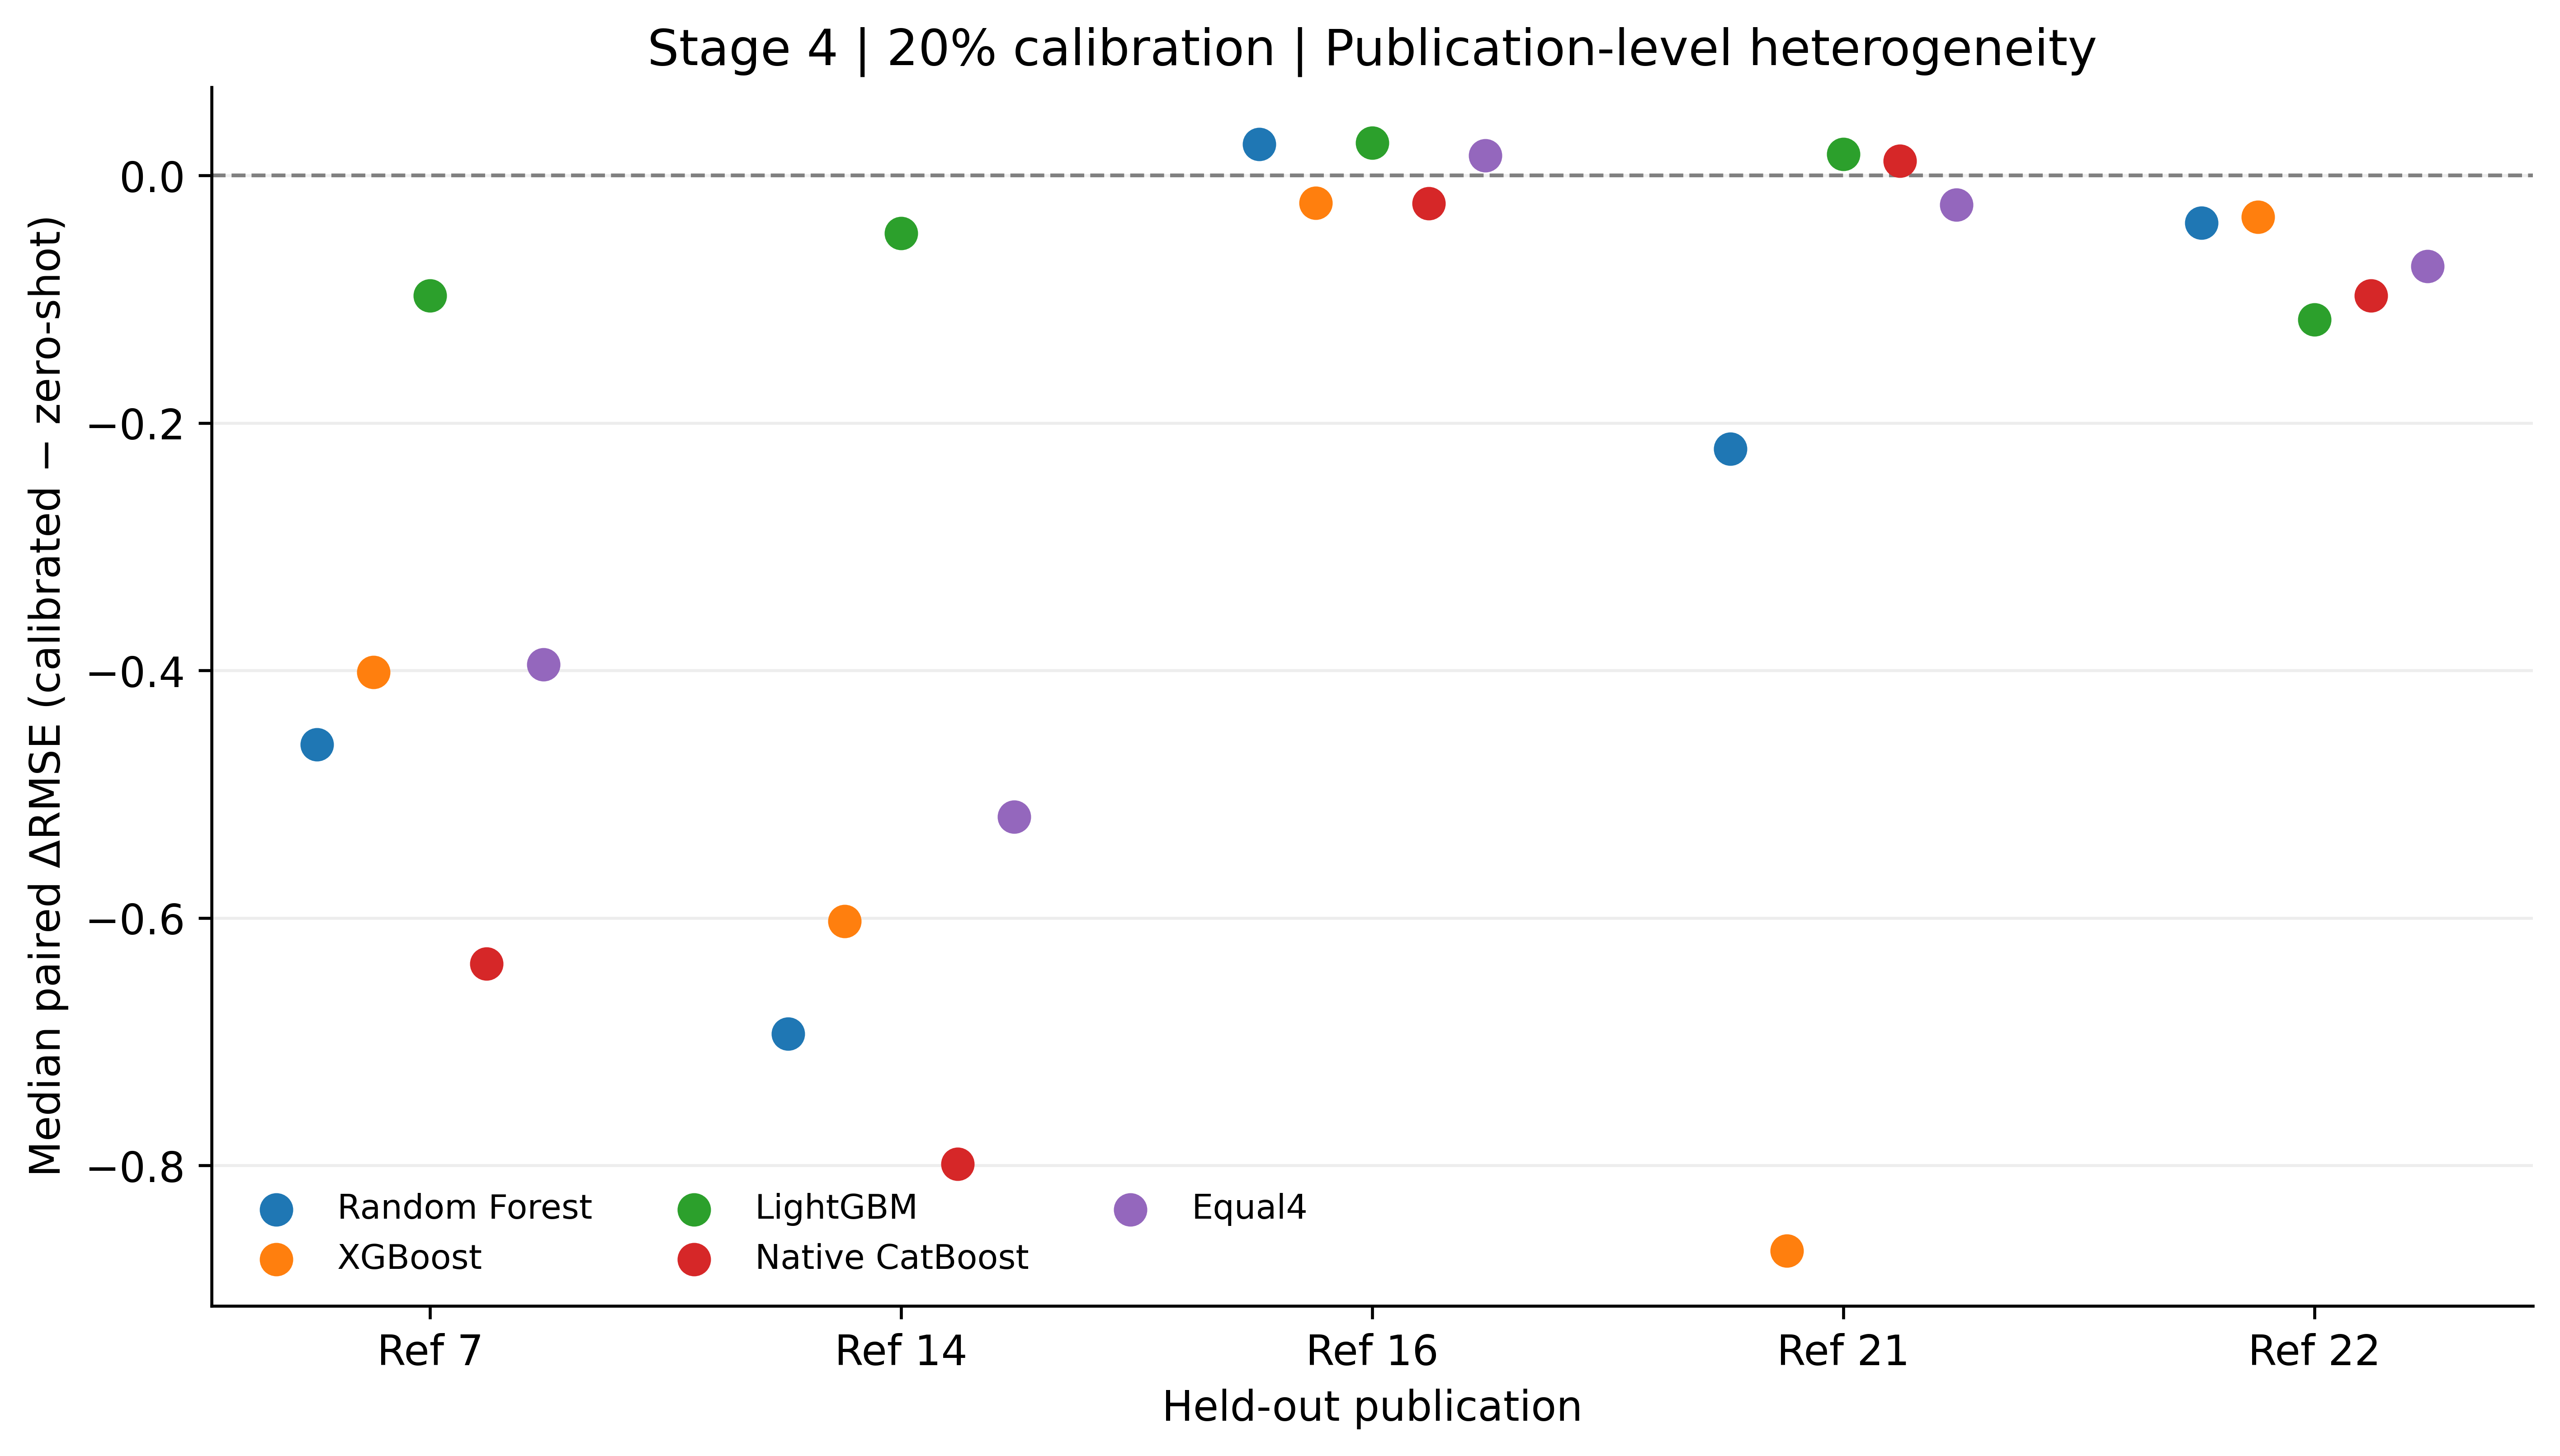 Stage 4 | 20% calibration | Publication-level heterogeneity
Median paired ΔRMSE (calibrated − zero-shot)
0.0
−0.2
−0.4
−0.6
−0.8
Random Forest
XGBoost
LightGBM
Native CatBoost
Equal4
Ref 7
Ref 14
Ref 16
Ref 21
Ref 22
Held-out publication